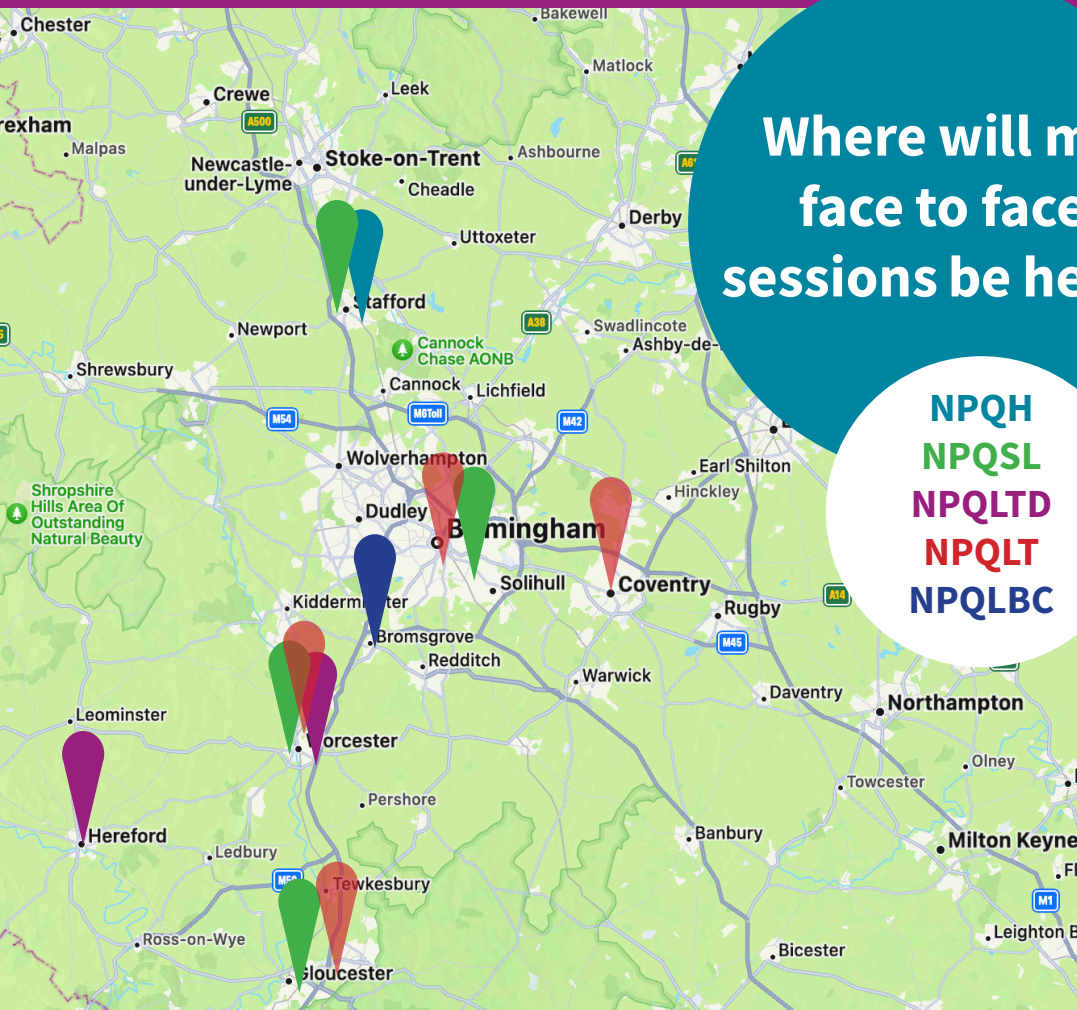 Bakewell
Chester
Matlock
Leek
Crewe
A500
rexham
Malpas
Newcastle-
under-Lyme
Stoke-on-Trent
Ashbourne
Cheadle
Derby
Uttoxeter
Where will m
face to face
sessions be he
Stafford
Newport
A38
Swadlincote
Ashby-de-
Cannock
Chase AONB
Shrewsbury
Cannock
Lichfield
M54
M6Toll
M42
NPQH
NPQSL
NPQLTD
NPQLT
NPQLBC
Wolverhampton
Earl Shilton
Hinckley
Shropshire
Hills Area Of
Outstanding
Natural Beauty
Dudley
Birmingham
Solihull
Coventry
A14
Kidderminster
Rugby
Bromsgrove
M45
Redditch
Warwick
Daventry
Northampton
Leominster
Worcester
Olney
Towcester
Pershore
Hereford
Banbury
Milton Keyne
Ledbury
M50
Tewkesbury
M1
Ross-on-Wye
Leighton B
Bicester
Gloucester